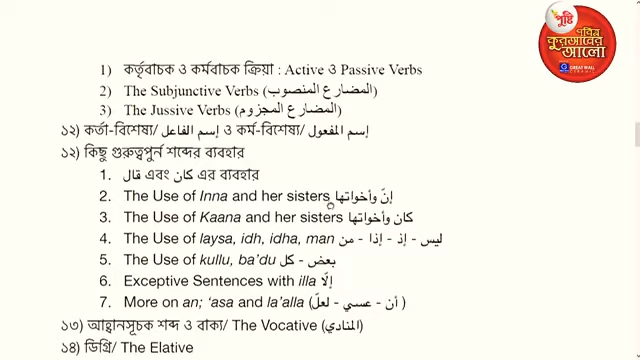 পুষ্টি
পবিত্র
কুরআনের
আলো
GREAT WALL
CERAMIC
1) কর্তৃবাচক ও কর্মবাচক ক্রিয়া : Active ও Passive Verbs
2) The Subjunctive Verbs (المضارع المنصوب)
3) The Jussive Verbs (المضارع المجزوم)
১২) কর্তা-বিশেষ্য/ اسم الفاعل ও কর্ম-বিশেষ্য/ إسم المفعول
১২) কিছু গুরুত্বপুর্ন শব্দের ব্যবহার
1. قال এবং كان এর ব্যবহার
2. The Use of Inna and her sisters إنّ وأخواتها
3. The Use of Kaana and her sisters كان وأخواتها
4. The Use of laysa, idh, idha, man ليس - إذ - إذا - من
5. The Use of kullu, ba’du بعض - كل
6. Exceptive Sentences with illa إلّا
7. More on an; ‘asa and la’alla (أن - عسي - لعلّ )
১৩) আহ্বানসূচক শব্দ ও বাক্য/ The Vocative (المنادي)
১৪) ডিগ্রি/ The Elative